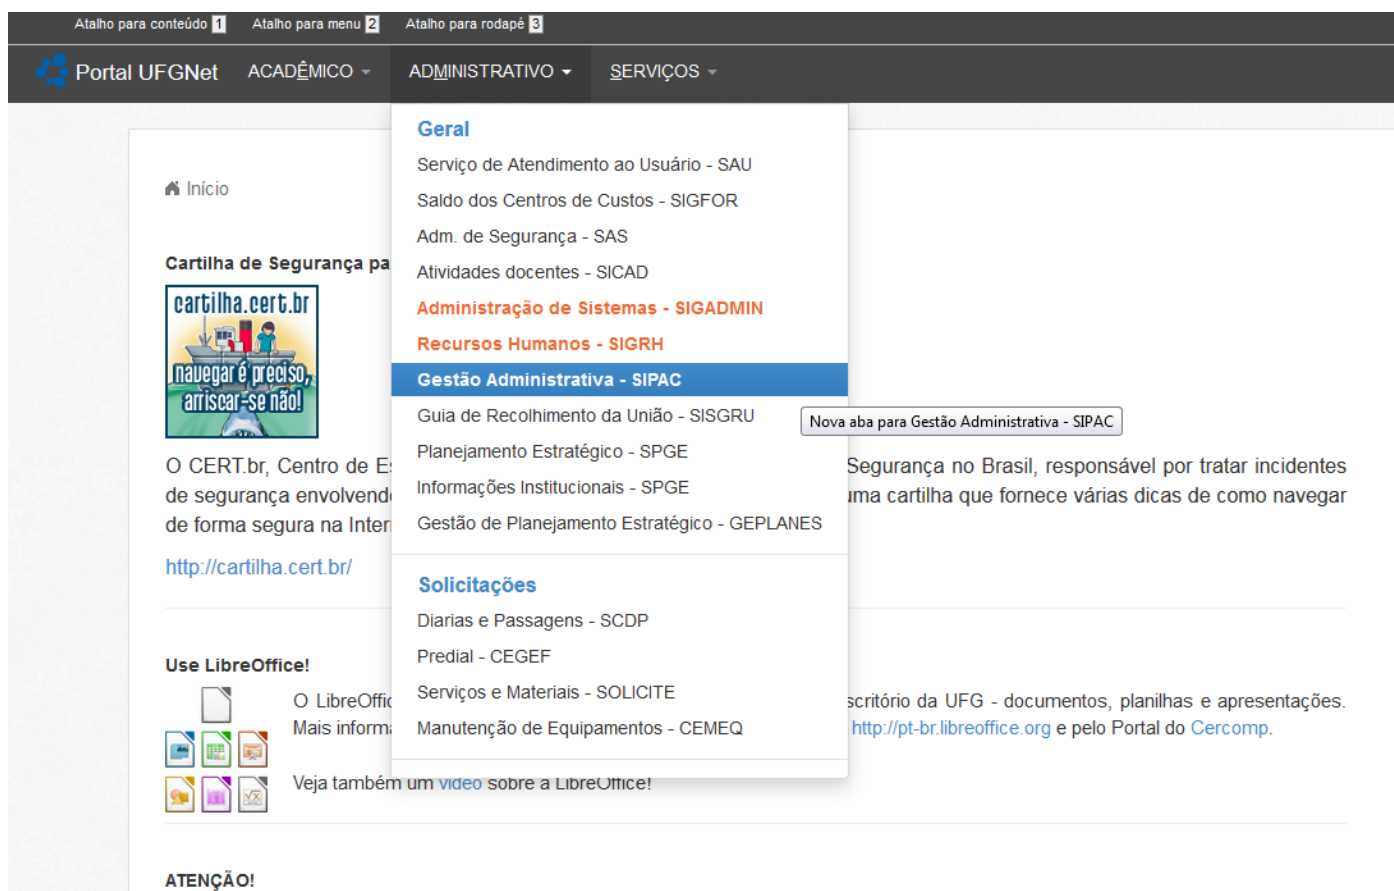 Atalho para conteúdo 1 Atalho para menu 2 Atalho para rodapé 3
Portal UFGNet ACADÊMICO ADMINISTRATIVO SERVIÇOS
Geral
Serviço de Atendimento ao Usuário - SAU
Saldo dos Centros de Custos - SIGFOR
Adm. de Segurança - SAS
Atividades docentes - SICAD
Administração de Sistemas - SIGADMIN
Recursos Humanos - SIGRH
Gestão Administrativa - SIPAC
Guia de Recolhimento da União - SISGRU
Nova aba para Gestão Administrativa - SIPAC
Planejamento Estratégico - SPGE
Informações Institucionais - SPGE
Gestão de Planejamento Estratégico - GEPLANES
Solicitações
Diarias e Passagens - SCDP
Predial - CEGEF
Serviços e Materiais - SOLICITE
Manutenção de Equipamentos - CEMEQ
Início
Cartilha de Segurança pa
cartilha.cert.br
navegar é preciso,
arriscar-se não!
O CERT.br, Centro de Es Segurança no Brasil, responsável por tratar incidentes
de segurança envolvend uma cartilha que fornece várias dicas de como navegar
de forma segura na Inter
http://cartilha.cert.br/
Use LibreOffice!
O LibreOffic scritório da UFG - documentos, planilhas e apresentações.
Mais inform http://pt-br.libreoffice.org e pelo Portal do Cercomp.
Veja também um vídeo sobre a LibreOffice!
ATENÇÃO!